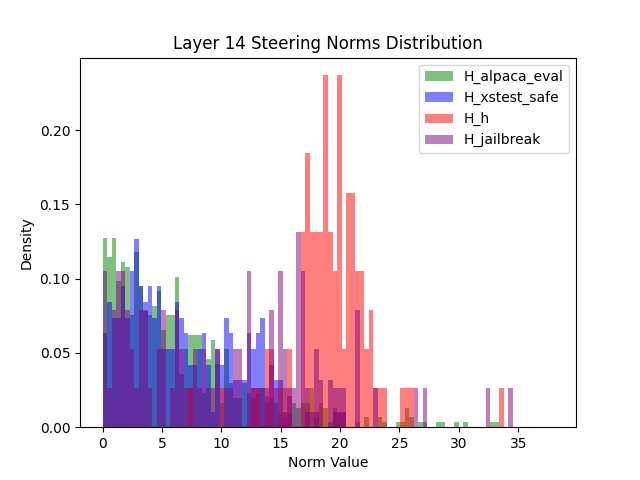 Layer 14 Steering Norms Distribution
H_alpaca_eval
H_xstest_safe
H_h
H_jailbreak
Density
0.20
0.15
0.10
0.05
0.00
0 5 10 15 20 25 30 35
Norm Value